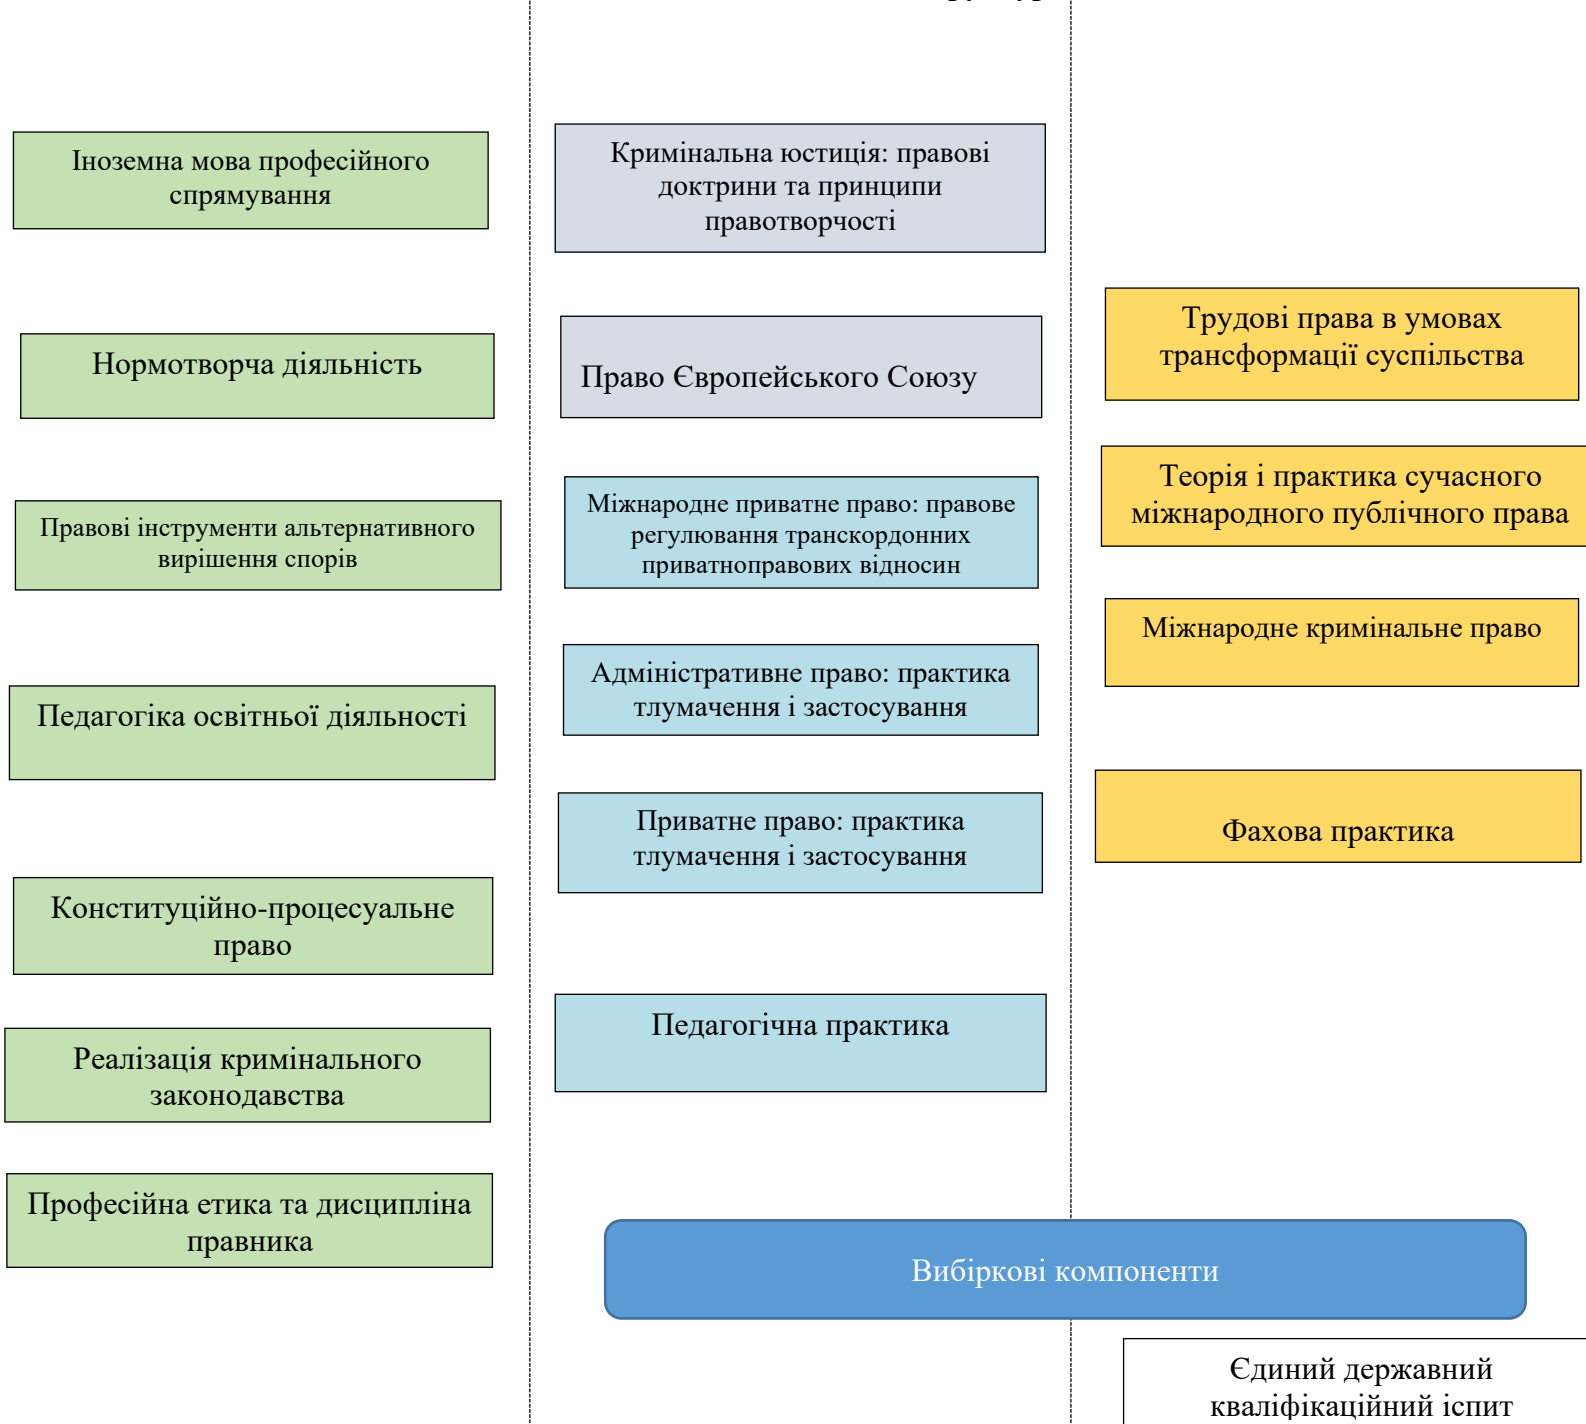 Іноземна мова професійного
спрямування
Нормотворча діяльність
Правові інструменти альтернативного
вирішення спорів
Педагогіка освітньої діяльності
Конституційно-процесуальне
право
Реалізація кримінального
законодавства
Професійна етика та дисципліна
правника
Кримінальна юстиція: правові
доктрини та принципи
правотворчості
Право Європейського Союзу
Міжнародне приватне право: правове
регулювання транскордонних
приватноправових відносин
Адміністративне право: практика
тлумачення і застосування
Приватне право: практика
тлумачення і застосування
Педагогічна практика
Трудові права в умовах
трансформації суспільства
Теорія і практика сучасного
міжнародного публічного права
Міжнародне кримінальне право
Фахова практика
Вибіркові компоненти
Єдиний державний
кваліфікаційний іспит